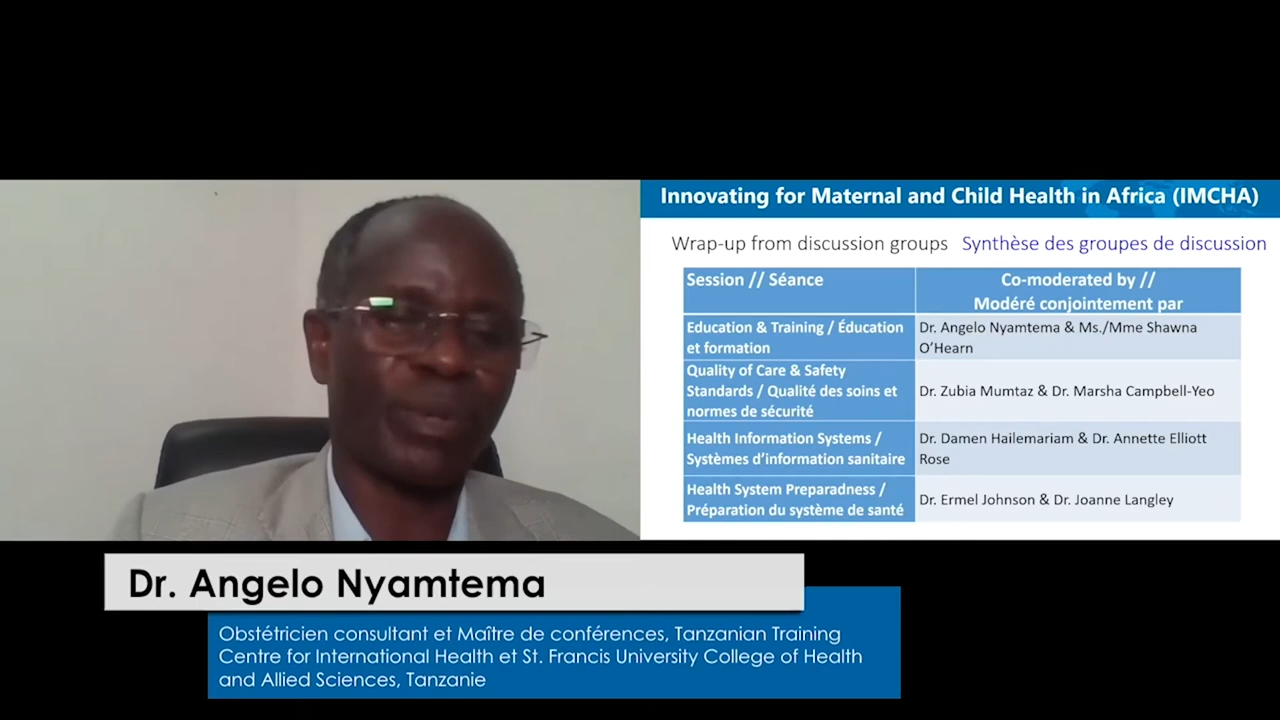 Innovating for Maternal and Child Health in Africa (IMCHA)
Wrap-up from discussion groups Synthèse des groupes de discussion
Session // Séance
Co-moderated by //
Modéré conjointement par
Education & Training / Éducation
et formation
Dr. Angelo Nyamtema & Ms./Mme Shawna
O’Hearn
Quality of Care & Safety
Standards / Qualité des soins et
normes de sécurité
Dr. Zubia Mumtaz & Dr. Marsha Campbell-Yeo
Health Information Systems /
Systèmes d’information sanitaire
Dr. Damen Hailemariam & Dr. Annette Elliott
Rose
Health System Preparadness /
Préparation du système de santé
Dr. Ermel Johnson & Dr. Joanne Langley
Dr. Angelo Nyamtema
Obstétricien consultant et Maître de conférences, Tanzanian Training
Centre for International Health et St. Francis University College of Health
and Allied Sciences, Tanzanie